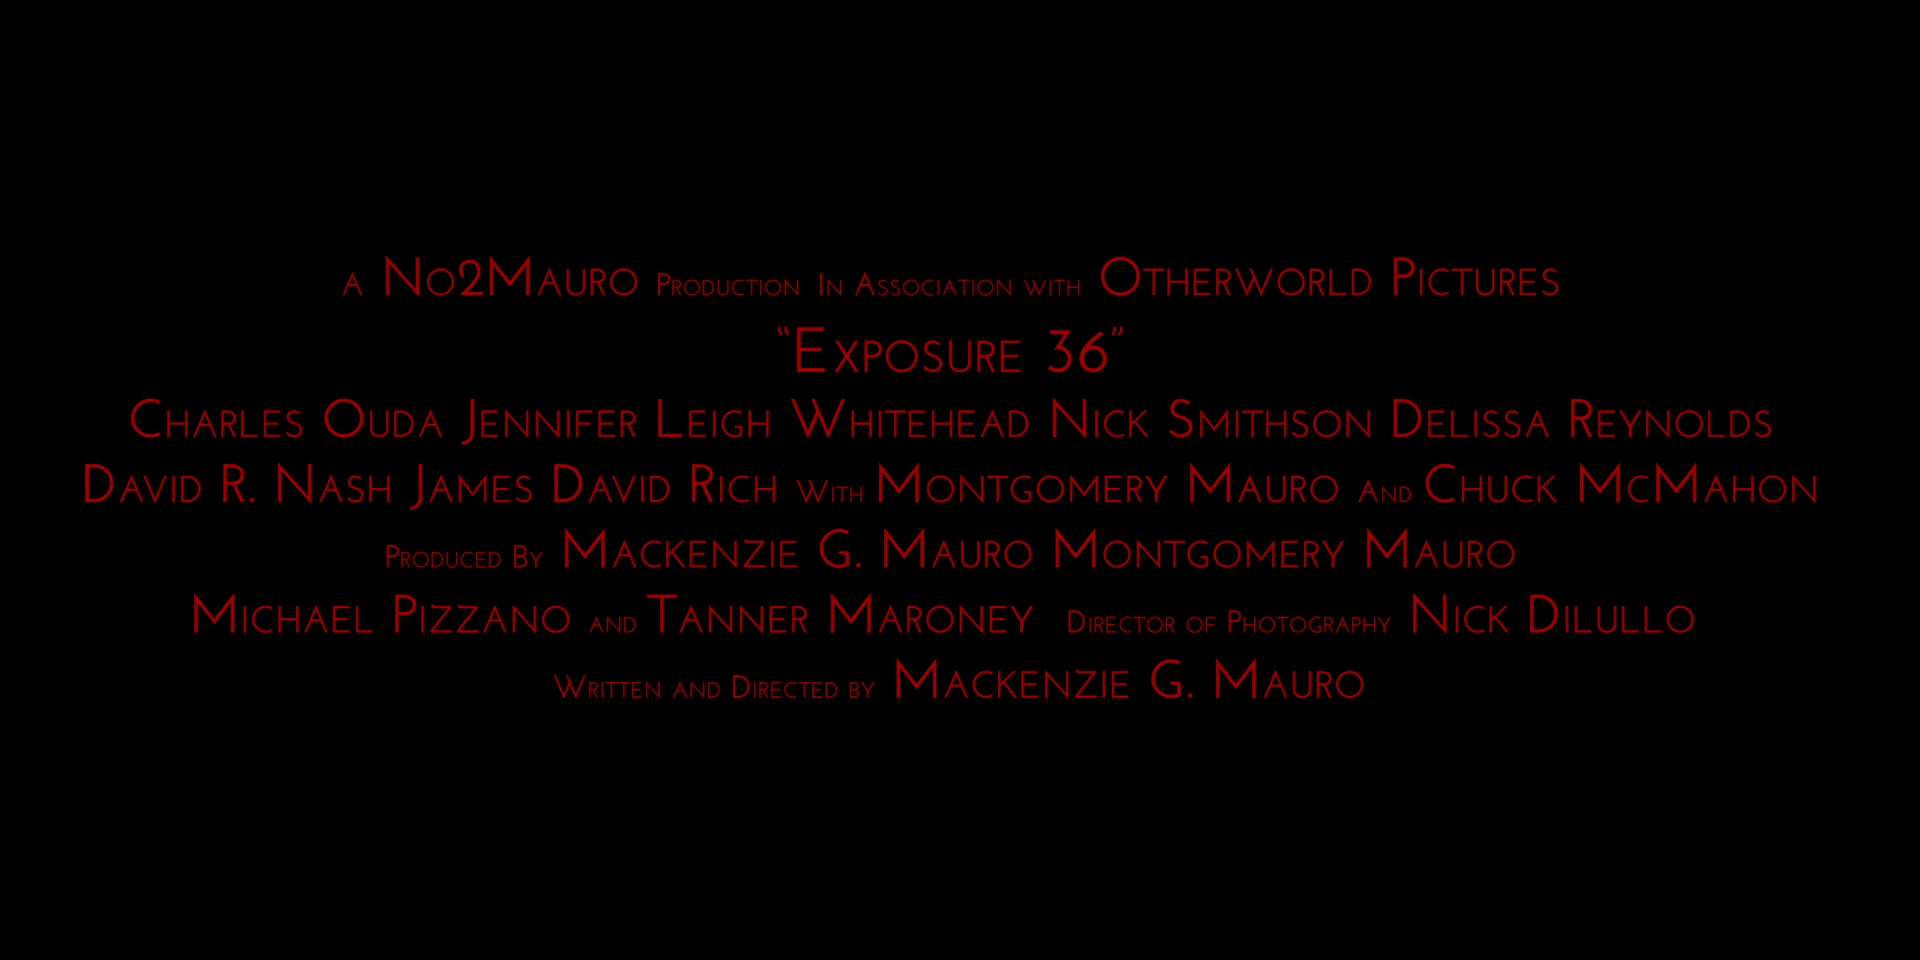 A No2Mauro Production In Association with Otherworld Pictures
“Exposure 36”
Charles Ouda Jennifer Leigh Whitehead Nick Smithson Delissa Reynolds
David R. Nash James David Rich With Montgomery Mauro And Chuck McMahon
Produced By Mackenzie G. Mauro Montgomery Mauro
Michael Pizzano and Tanner Maroney Director of Photography Nick Dilullo
Written and Directed by Mackenzie G. Mauro